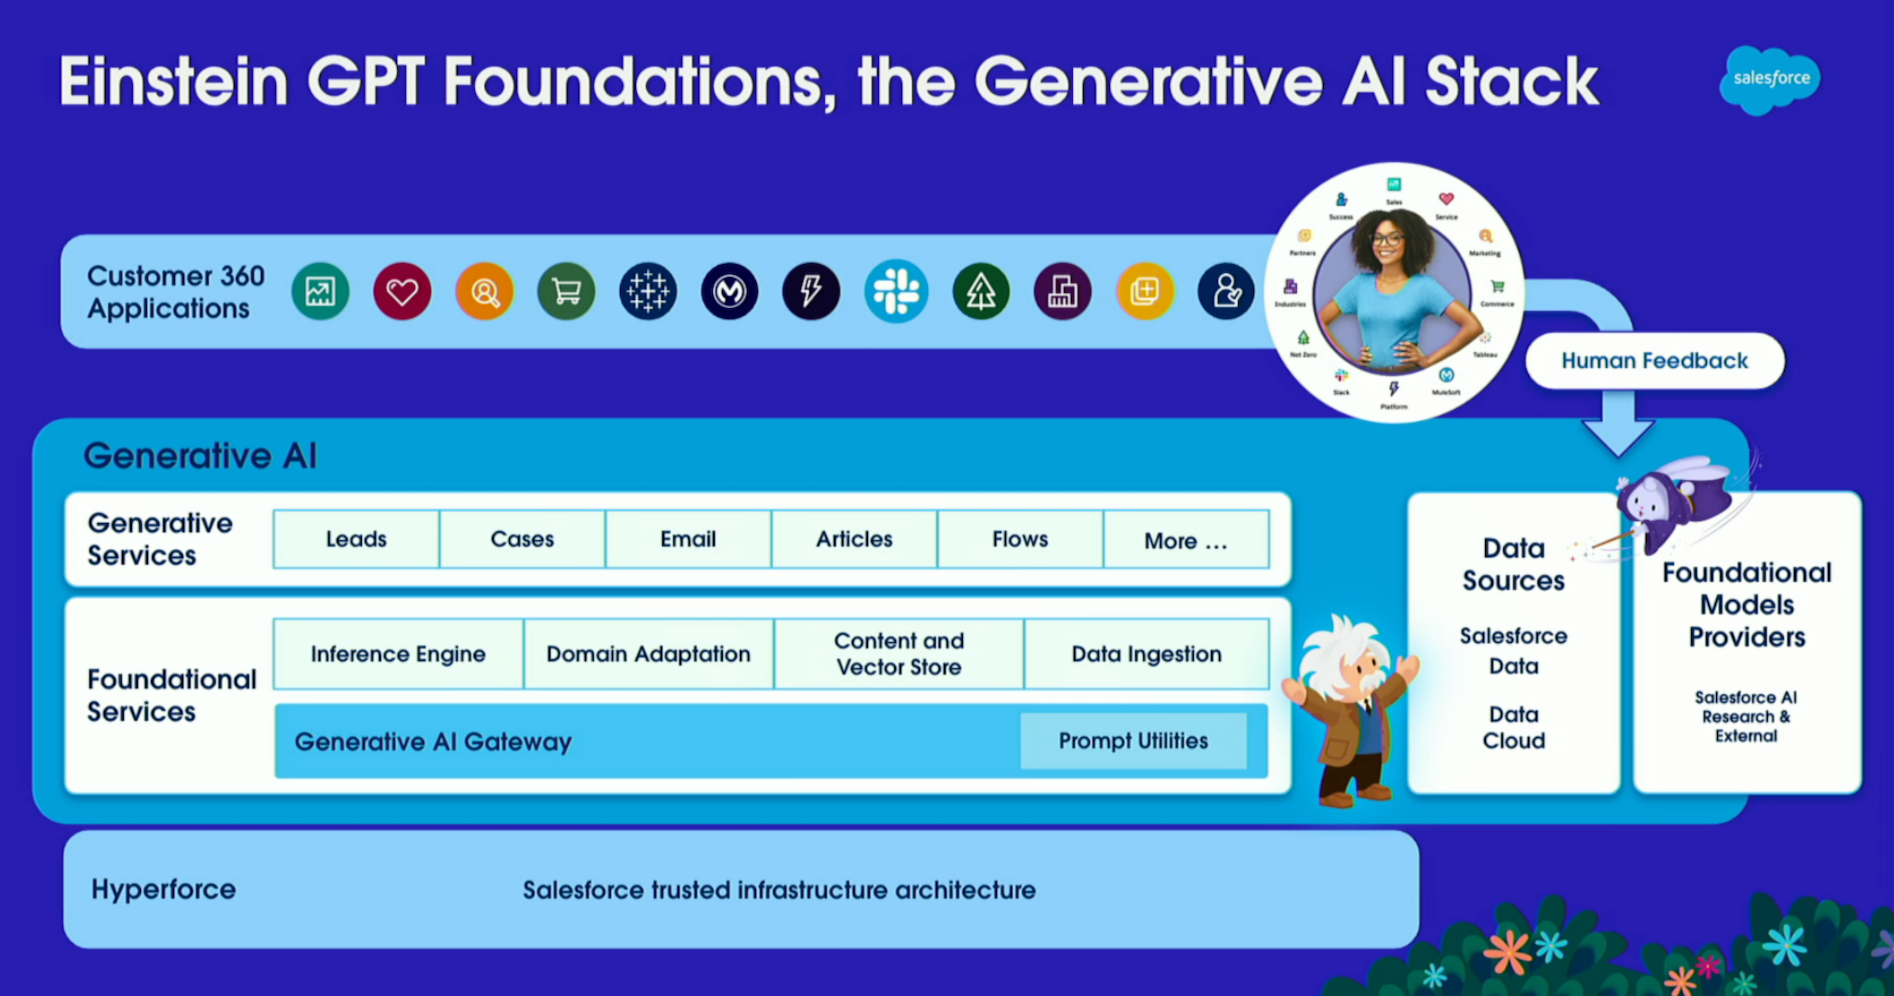 Einstein GPT Foundations, the Generative AI Stack
salesforce
Customer 360
Applications
Sales
Service
Marketing
Commerce
Tableau
MuleSoft
Platform
Slack
Net Zero
Industries
Partners
Success
Human Feedback
Generative AI
Generative
Services
Leads
Cases
Email
Articles
Flows
More ...
Foundational
Services
Inference Engine
Domain Adaptation
Content and
Vector Store
Data Ingestion
Generative AI Gateway
Prompt Utilities
Data
Sources
Salesforce
Data
Data
Cloud
Foundational
Models
Providers
Salesforce AI
Research &
External
Hyperforce
Salesforce trusted infrastructure architecture